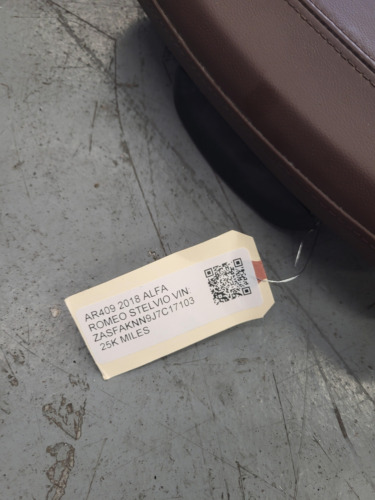 AR409 2018 ALFA
ROMEO STELVIO VIN:
ZASFAKNN9J7C17103
25K MILES